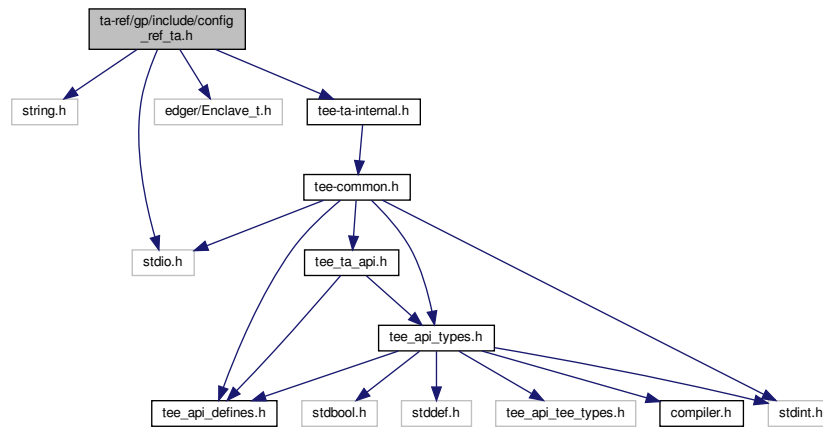 ta-ref/gp/include/config
_ref_ta.h
string.h
edger/Enclave_t.h
tee-ta-internal.h
tee-common.h
stdio.h
tee_ta_api.h
tee_api_types.h
tee_api_defines.h
stdbool.h
stddef.h
tee_api_tee_types.h
compiler.h
stdint.h